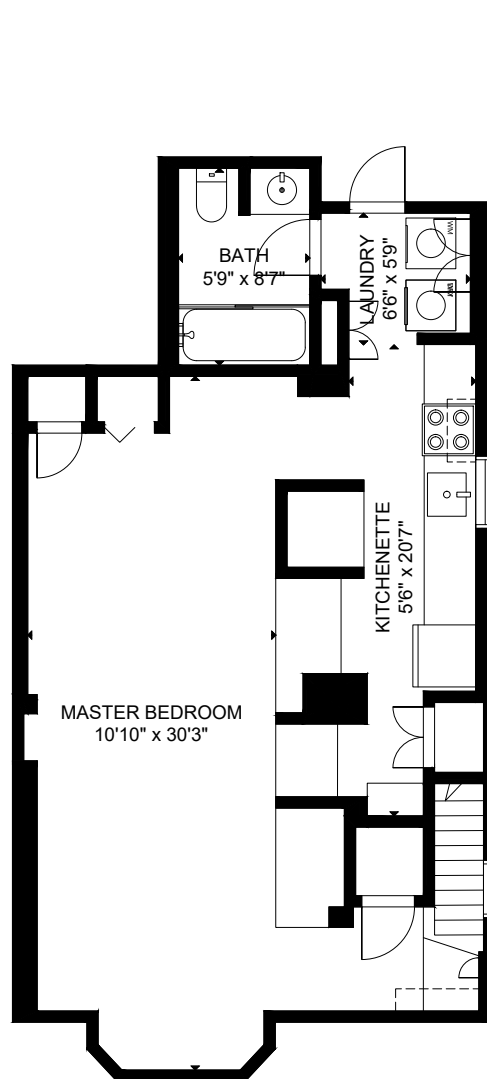 BATH
5'9" x 8'7"
LAUNDRY
6'6" x 5'9"
WM
KITCHENETTE
5'6" x 20'7"
MASTER BEDROOM
10'10" x 30'3"